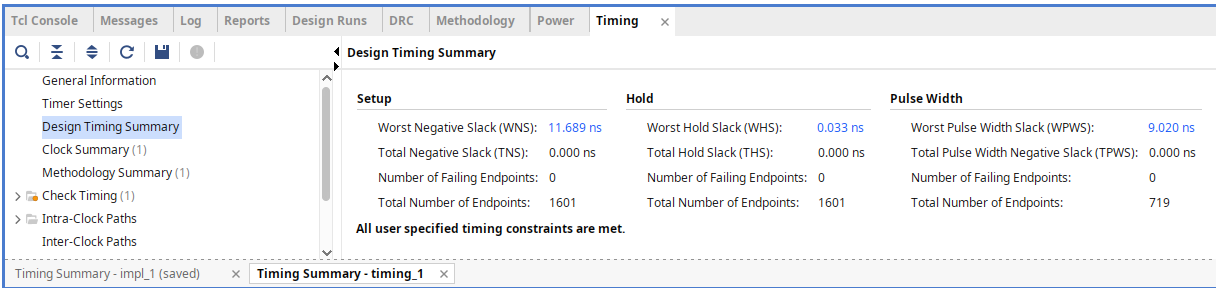 Tcl Console Messages Log Reports Design Runs DRC Methodology Power Timing ×
Design Timing Summary
General Information
Timer Settings
Design Timing Summary
Clock Summary (1)
Methodology Summary (1)
Check Timing (1)
Intra-Clock Paths
Inter-Clock Paths
Setup Hold Pulse Width
Worst Negative Slack (WNS): 11.689 ns Worst Hold Slack (WHS): 0.033 ns Worst Pulse Width Slack (WPWS): 9.020 ns
Total Negative Slack (TNS): 0.000 ns Total Hold Slack (THS): 0.000 ns Total Pulse Width Negative Slack (TPWS): 0.000 ns
Number of Failing Endpoints: 0 Number of Failing Endpoints: 0 Number of Failing Endpoints: 0
Total Number of Endpoints: 1601 Total Number of Endpoints: 1601 Total Number of Endpoints: 719
All user specified timing constraints are met.
Timing Summary - impl_1 (saved) × Timing Summary - timing_1 ×